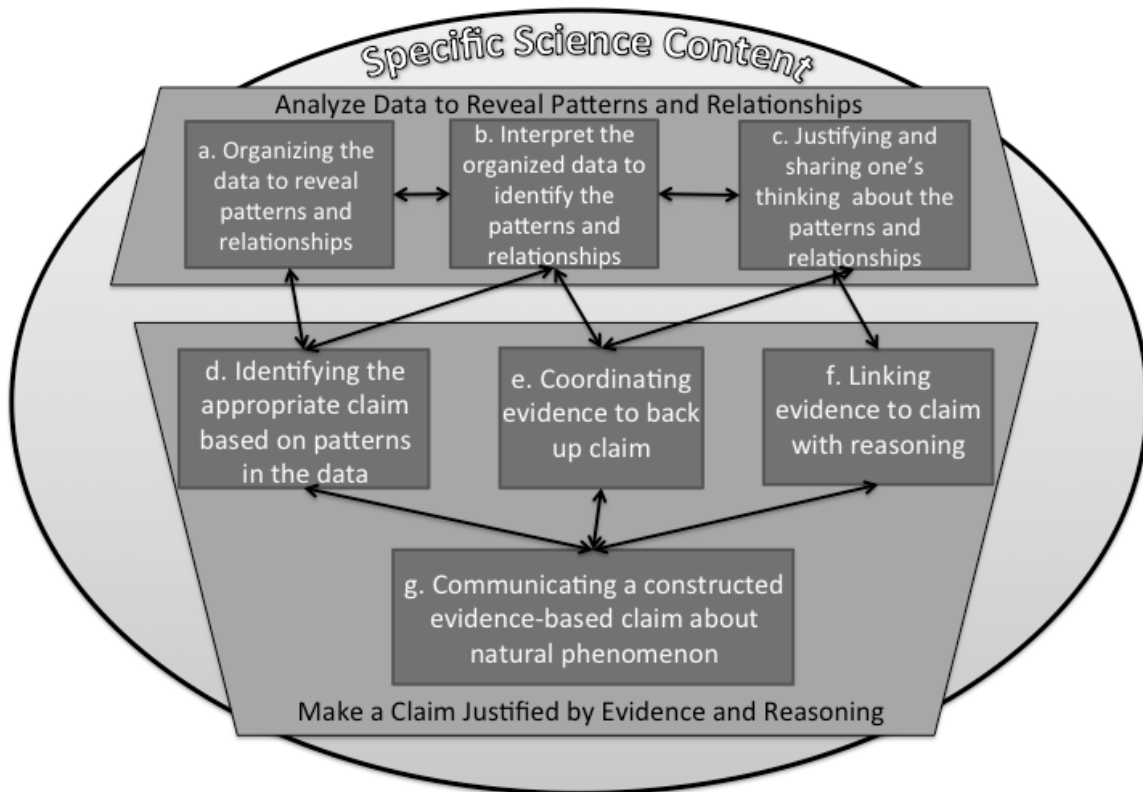 Specific Science Content
Analyze Data to Reveal Patterns and Relationships
a. Organizing the
data to reveal
patterns and
relationships
b. Interpret the
organized data to
identify the
patterns and
relationships
c. Justifying and
sharing one's
thinking about the
patterns and
relationships
d. Identifying the
appropriate claim
based on patterns
in the data
e. Coordinating
evidence to back
up claim
f. Linking
evidence to claim
with reasoning
g. Communicating a constructed
evidence-based claim about
natural phenomenon
Make a Claim Justified by Evidence and Reasoning